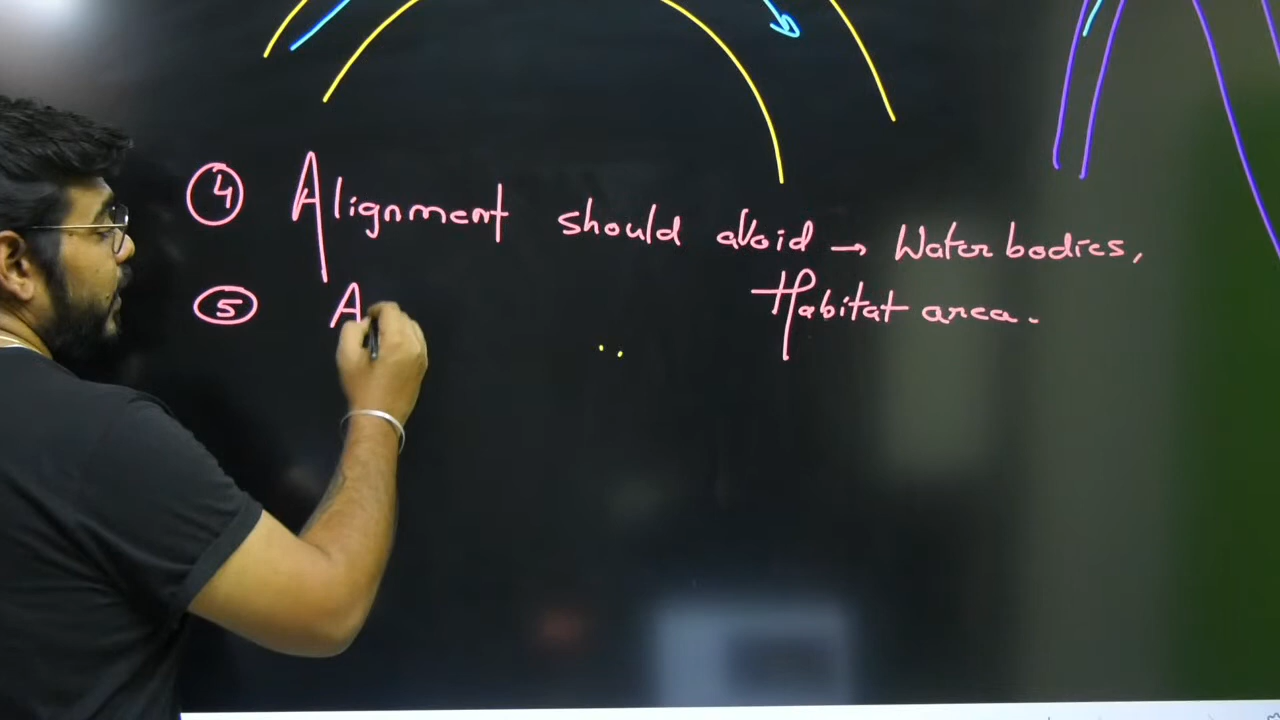 4 Alignment should avoid → Water bodies,
Habitat area.
5 A